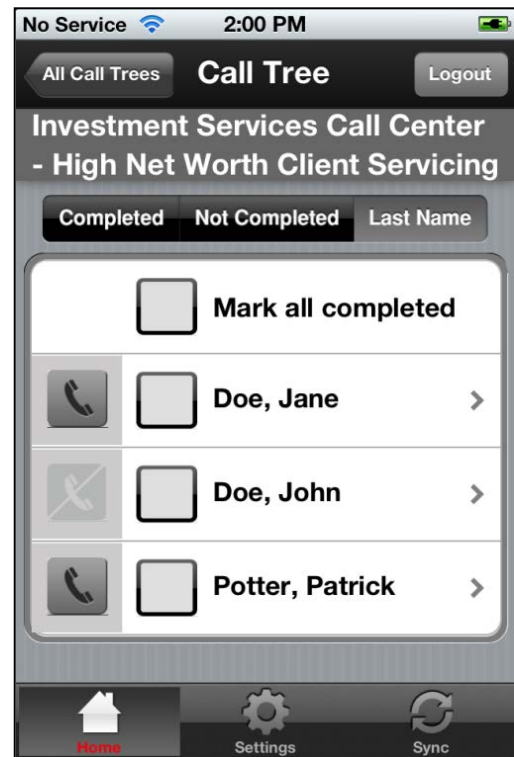 No Service 2:00 PM
All Call Trees Call Tree Logout
Investment Services Call Center
- High Net Worth Client Servicing
Completed Not Completed Last Name
Mark all completed
Doe, Jane
Doe, John
Potter, Patrick
Home Settings Sync